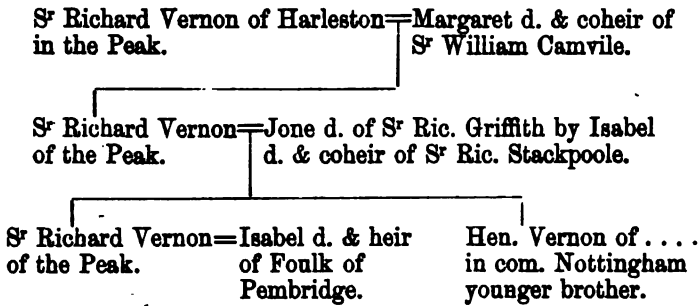 Sr Richard Vernon of Harleston=Margaret d. & coheir of
in the Peak. Sr William Camvile.
Sr Richard Vernon=Jone d. of Sr Ric. Griffith by Isabel
of the Peak. d. & coheir of Sr Ric. Stackpoole.
Sr Richard Vernon=Isabel d. & heir Hen. Vernon of . . . .
of the Peak. of Foulk of in com. Nottingham
Pembridge. younger brother.